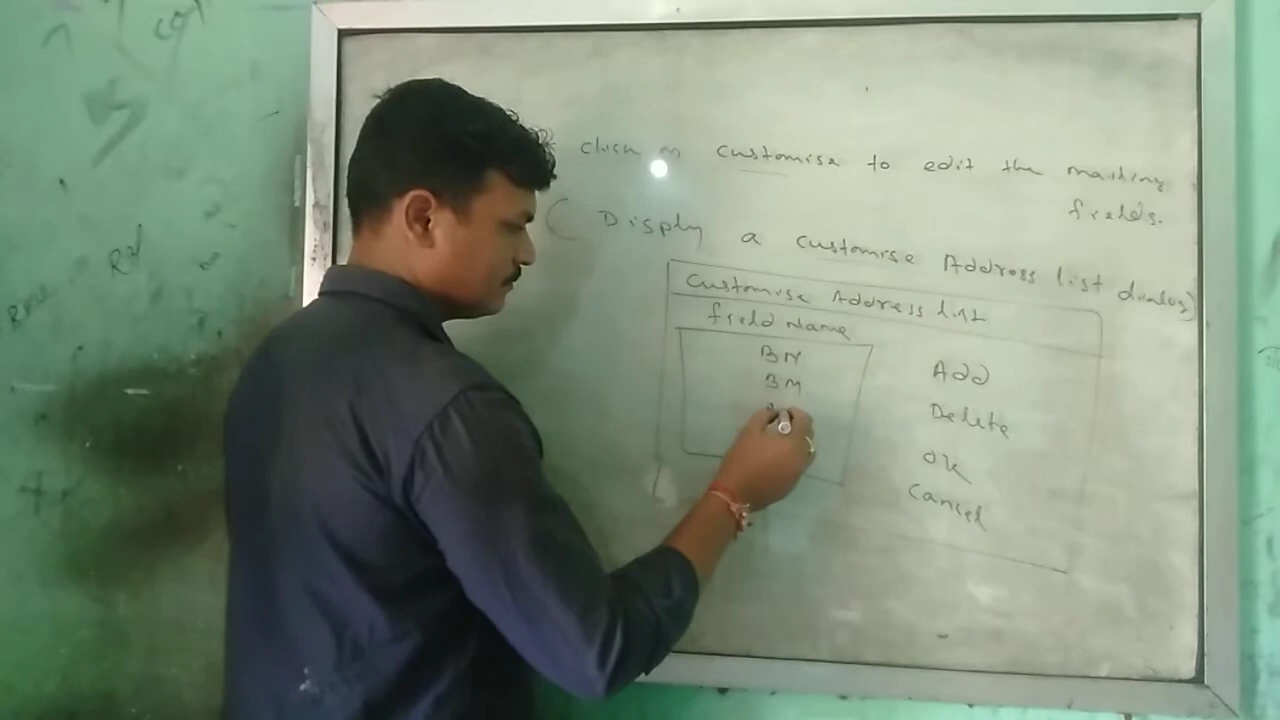 click on customise to edit the mailing
fields.
( Display a customise Address list dialog)
Customise Address list
field Name
BN
BM
Add
Delete
OK
Cancel